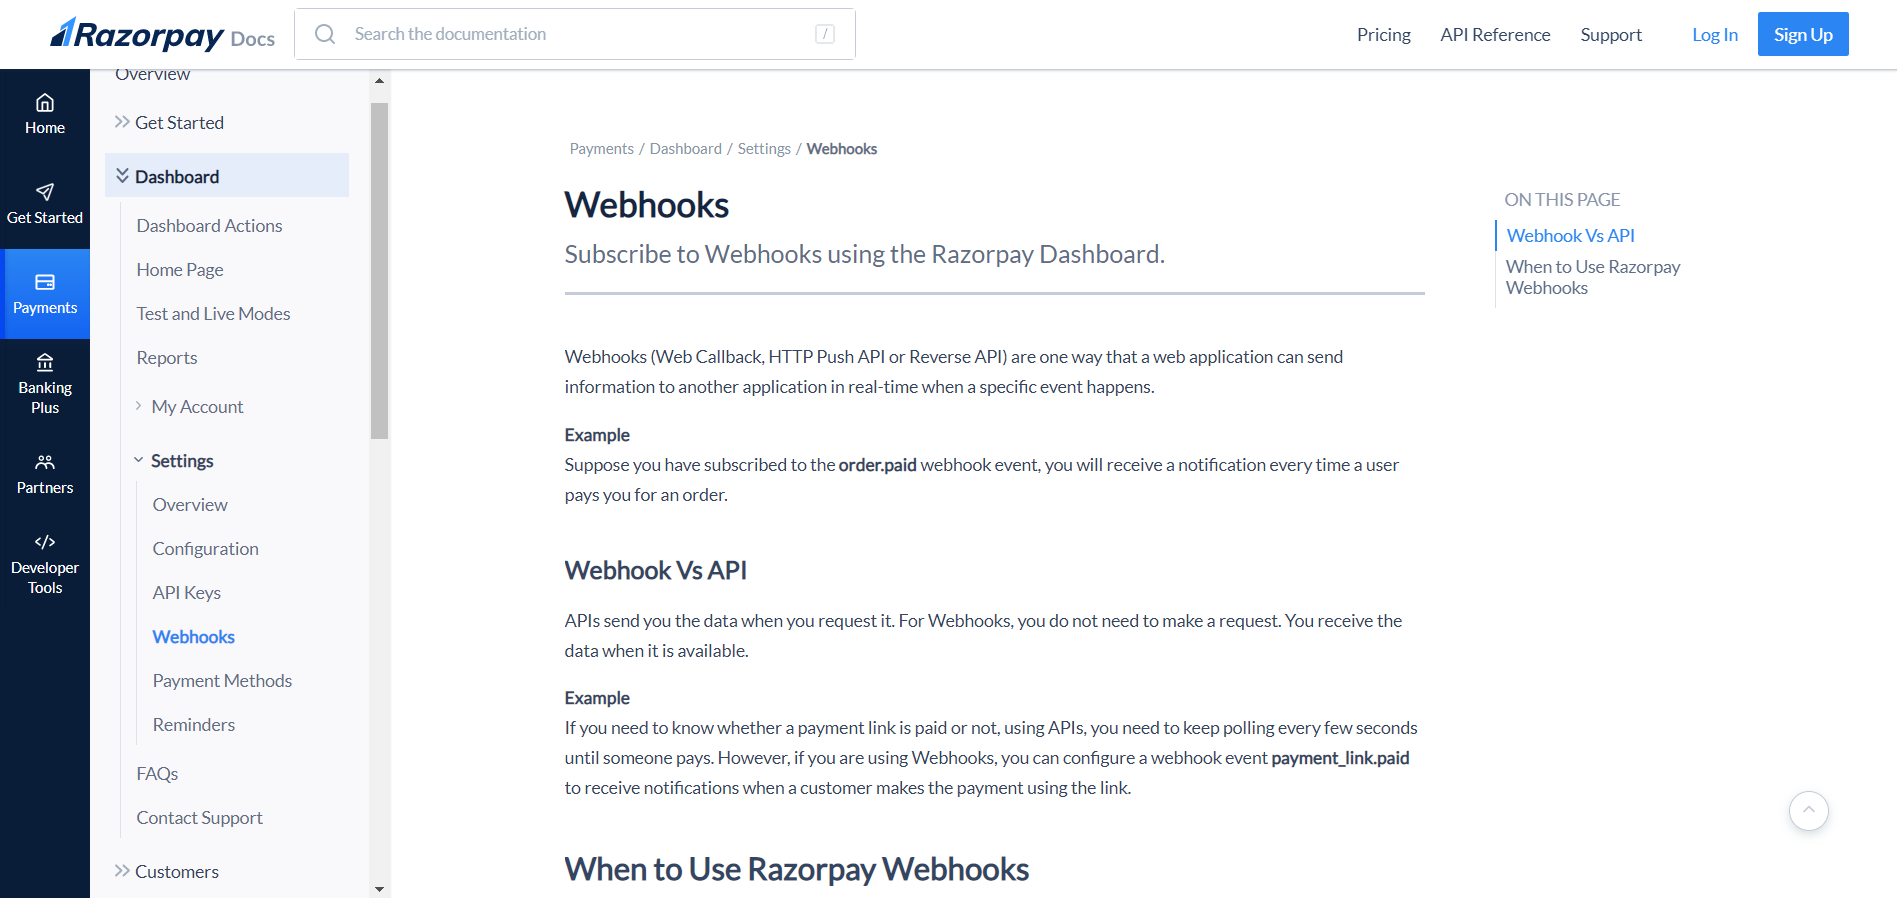 Razorpay Docs
Search the documentation
/
Pricing
API Reference
Support
Log In
Sign Up
Home
Get Started
Payments
Banking
Plus
Partners
Developer
Tools
Overview
Get Started
Dashboard
Dashboard Actions
Home Page
Test and Live Modes
Reports
My Account
Settings
Overview
Configuration
API Keys
Webhooks
Payment Methods
Reminders
FAQs
Contact Support
Customers
Payments / Dashboard / Settings / Webhooks
Webhooks
Subscribe to Webhooks using the Razorpay Dashboard.
Webhooks (Web Callback, HTTP Push API or Reverse API) are one way that a web application can send
information to another application in real-time when a specific event happens.
Example
Suppose you have subscribed to the order.paid webhook event, you will receive a notification every time a user
pays you for an order.
Webhook Vs API
APIs send you the data when you request it. For Webhooks, you do not need to make a request. You receive the
data when it is available.
Example
If you need to know whether a payment link is paid or not, using APIs, you need to keep polling every few seconds
until someone pays. However, if you are using Webhooks, you can configure a webhook event payment_link.paid
to receive notifications when a customer makes the payment using the link.
When to Use Razorpay Webhooks
ON THIS PAGE
Webhook Vs API
When to Use Razorpay
Webhooks